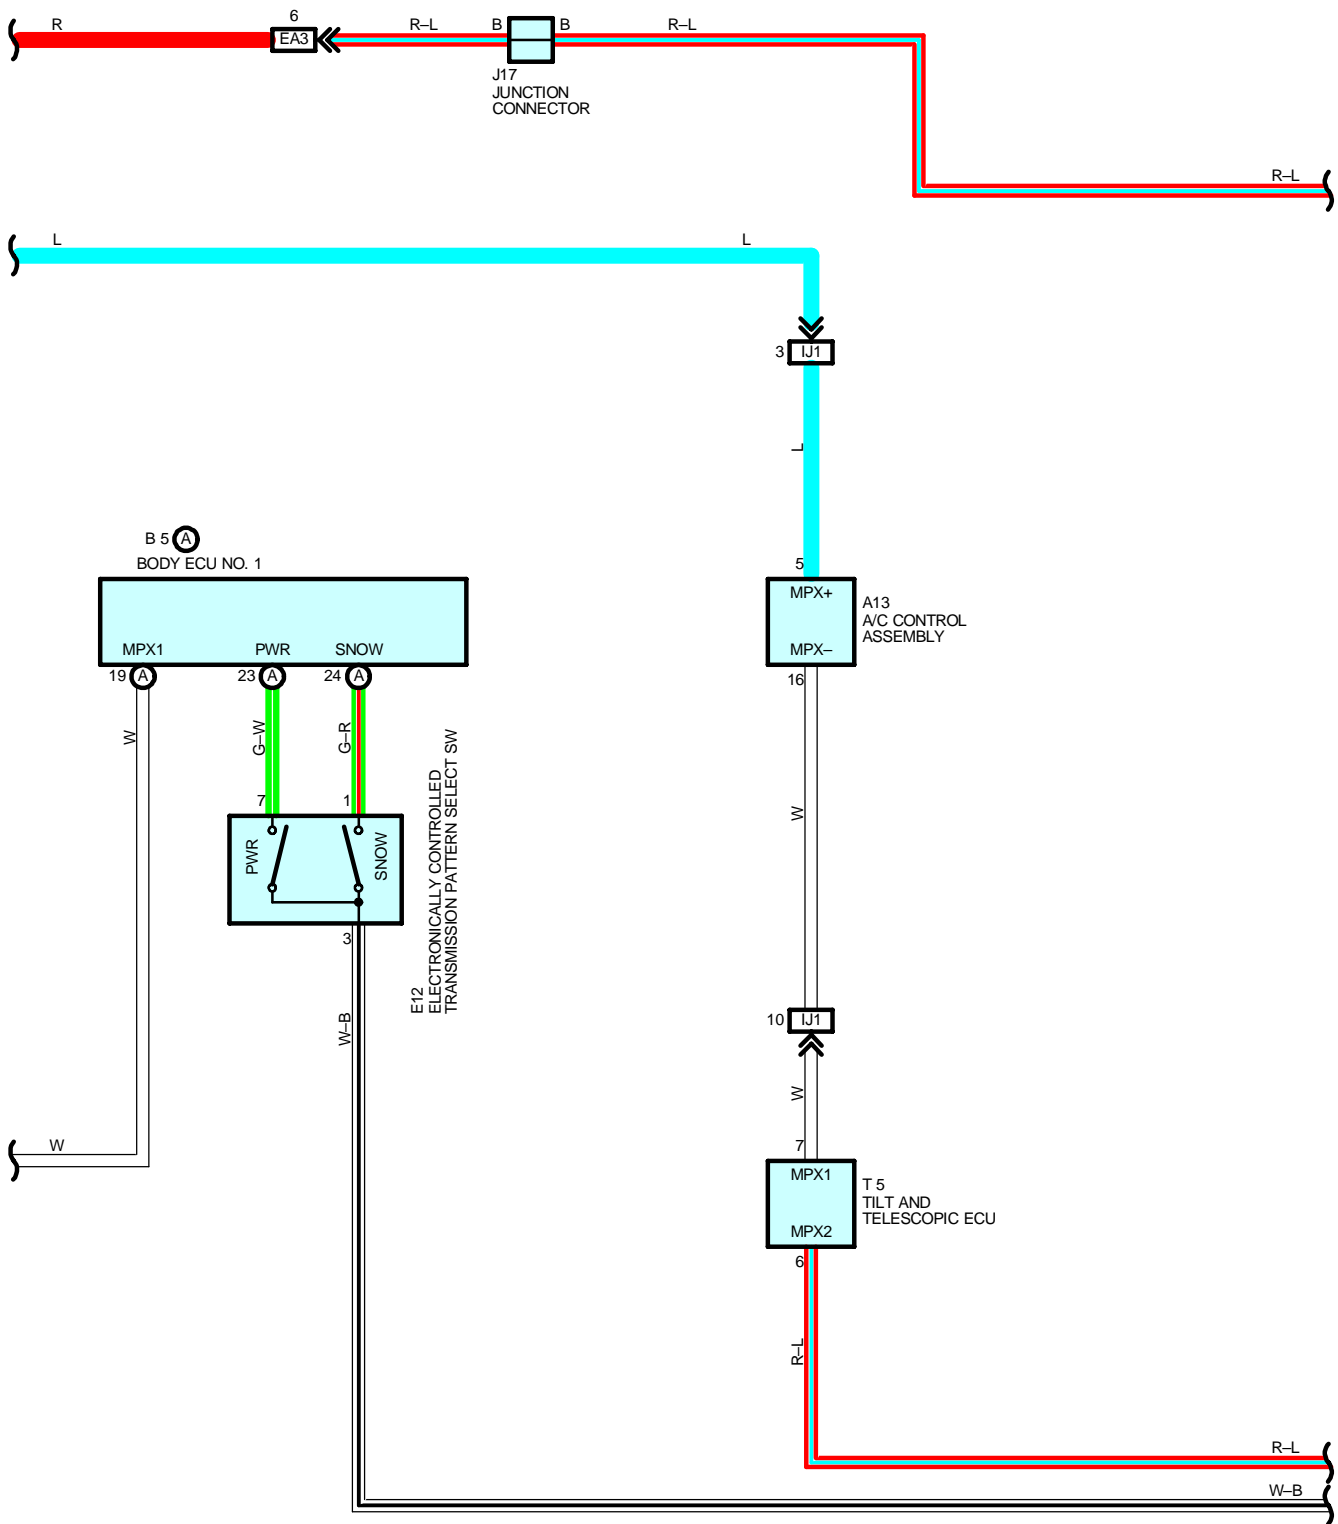 6
R
EA3
R–L
B
B
R–L
J17
JUNCTION
CONNECTOR
R–L
L
L
3
IJ1
L
B 5
A
BODY ECU NO. 1
MPX1
PWR
SNOW
19
A
23
A
24
A
W
G–W
G–R
7
1
PWR
SNOW
3
E12
ELECTRONICALLY CONTROLLED
TRANSMISSION PATTERN SELECT SW
W–B
W
5
MPX+
MPX–
A13
A/C CONTROL
ASSEMBLY
16
W
10
IJ1
W
7
MPX1
MPX2
T 5
TILT AND
TELESCOPIC ECU
6
R–L
R–L
W–B